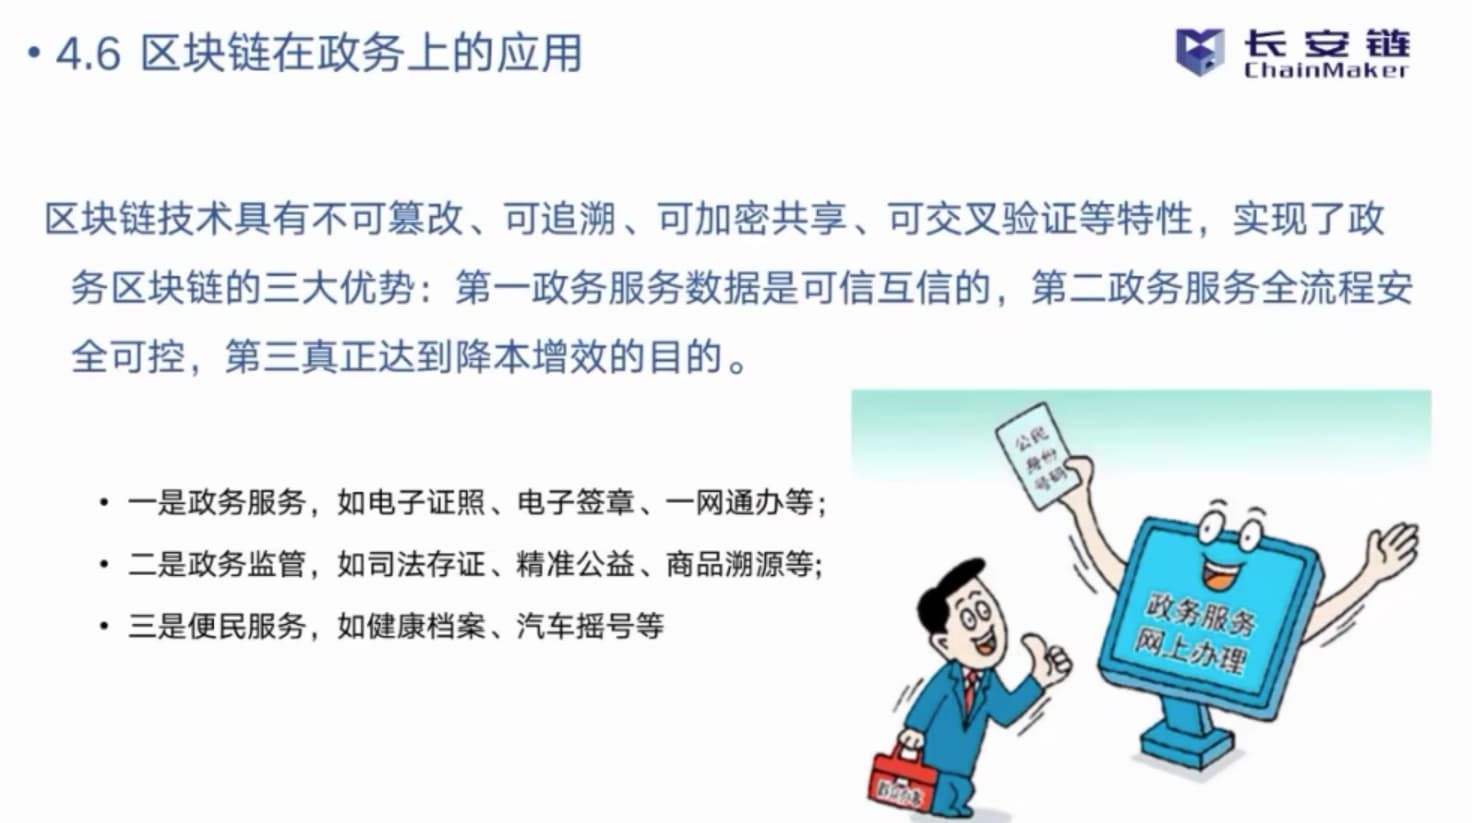 • 4.6 区块链在政务上的应用
长安链
ChainMaker
区块链技术具有不可篡改、可追溯、可加密共享、可交叉验证等特性，实现了政
务区块链的三大优势：第一政务服务数据是可信互信的，第二政务服务全流程安
全可控，第三真正达到降本增效的目的。
• 一是政务服务，如电子证照、电子签章、一网通办等；
• 二是政务监管，如司法存证、精准公益、商品溯源等;
• 三是便民服务，如健康档案、汽车摇号等
公民
身份
号码
政务服务
网上办理